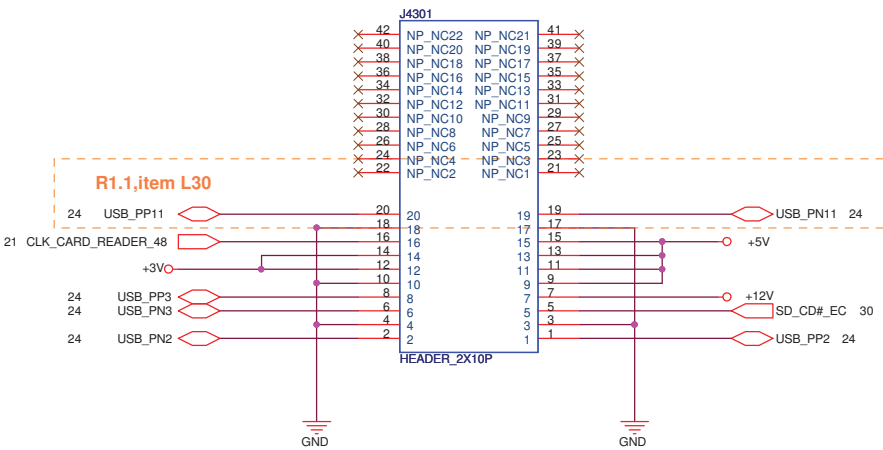 J4301
42 NP_NC22 NP_NC21 41
40 NP_NC20 NP_NC19 39
38 NP_NC18 NP_NC17 37
36 NP_NC16 NP_NC15 35
34 NP_NC14 NP_NC13 33
32 NP_NC12 NP_NC11 31
30 NP_NC10 NP_NC9 29
28 NP_NC8 NP_NC7 27
26 NP_NC6 NP_NC5 25
24 NP_NC4 NP_NC3 23
22 NP_NC2 NP_NC1 21
R1.1,item L30
24 USB_PP11 20 20 19 19 USB_PN11 24
18 18 17 17
21 CLK_CARD_READER_48 16 16 15 15 +5V
14 14 13 13
+3V 12 12 11 11
10 10 9 9
24 USB_PP3 8 8 7 7 +12V
24 USB_PN3 6 6 5 5 SD_CD#_EC 30
4 4 3 3
24 USB_PN2 2 2 1 1 USB_PP2 24
HEADER_2X10P
GND GND